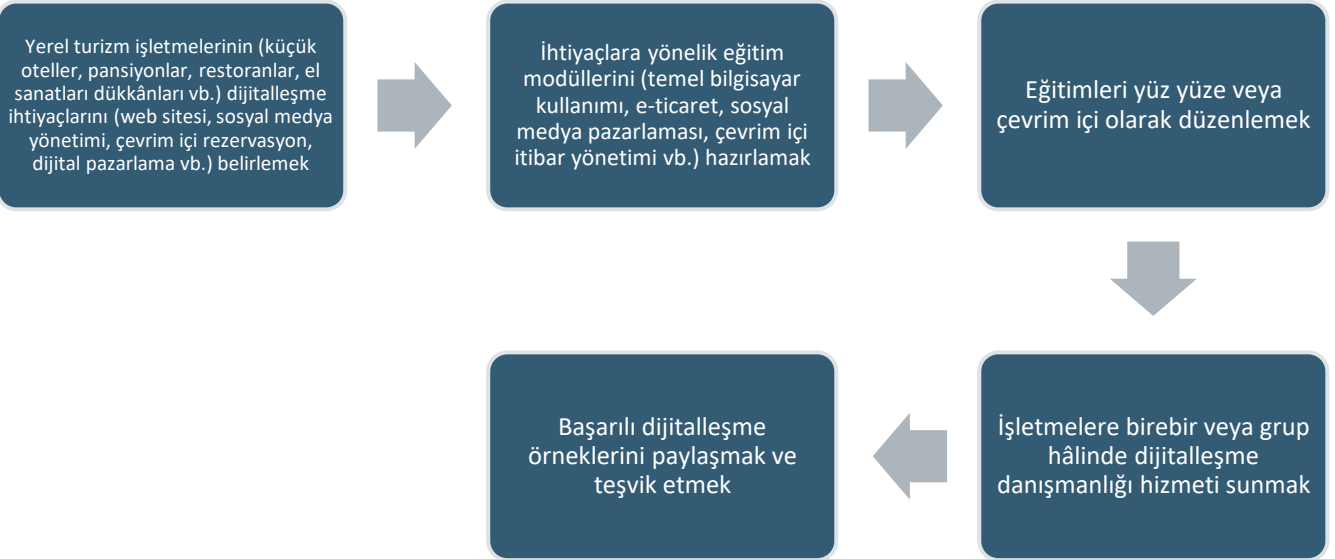 Yerel turizm işletmelerinin (küçük
oteller, pansiyonlar, restoranlar, el
sanatları dükkânları vb.) dijitalleşme
ihtiyaçlarını (web sitesi, sosyal medya
yönetimi, çevrim içi rezervasyon,
dijital pazarlama vb.) belirlemek
İhtiyaçlara yönelik eğitim
modüllerini (temel bilgisayar
kullanımı, e-ticaret, sosyal
medya pazarlaması, çevrim içi
itibar yönetimi vb.) hazırlamak
Eğitimleri yüz yüze veya
çevrim içi olarak düzenlemek
İşletmelere birebir veya grup
hâlinde dijitalleşme
danışmanlığı hizmeti sunmak
Başarılı dijitalleşme
örneklerini paylaşmak ve
teşvik etmek